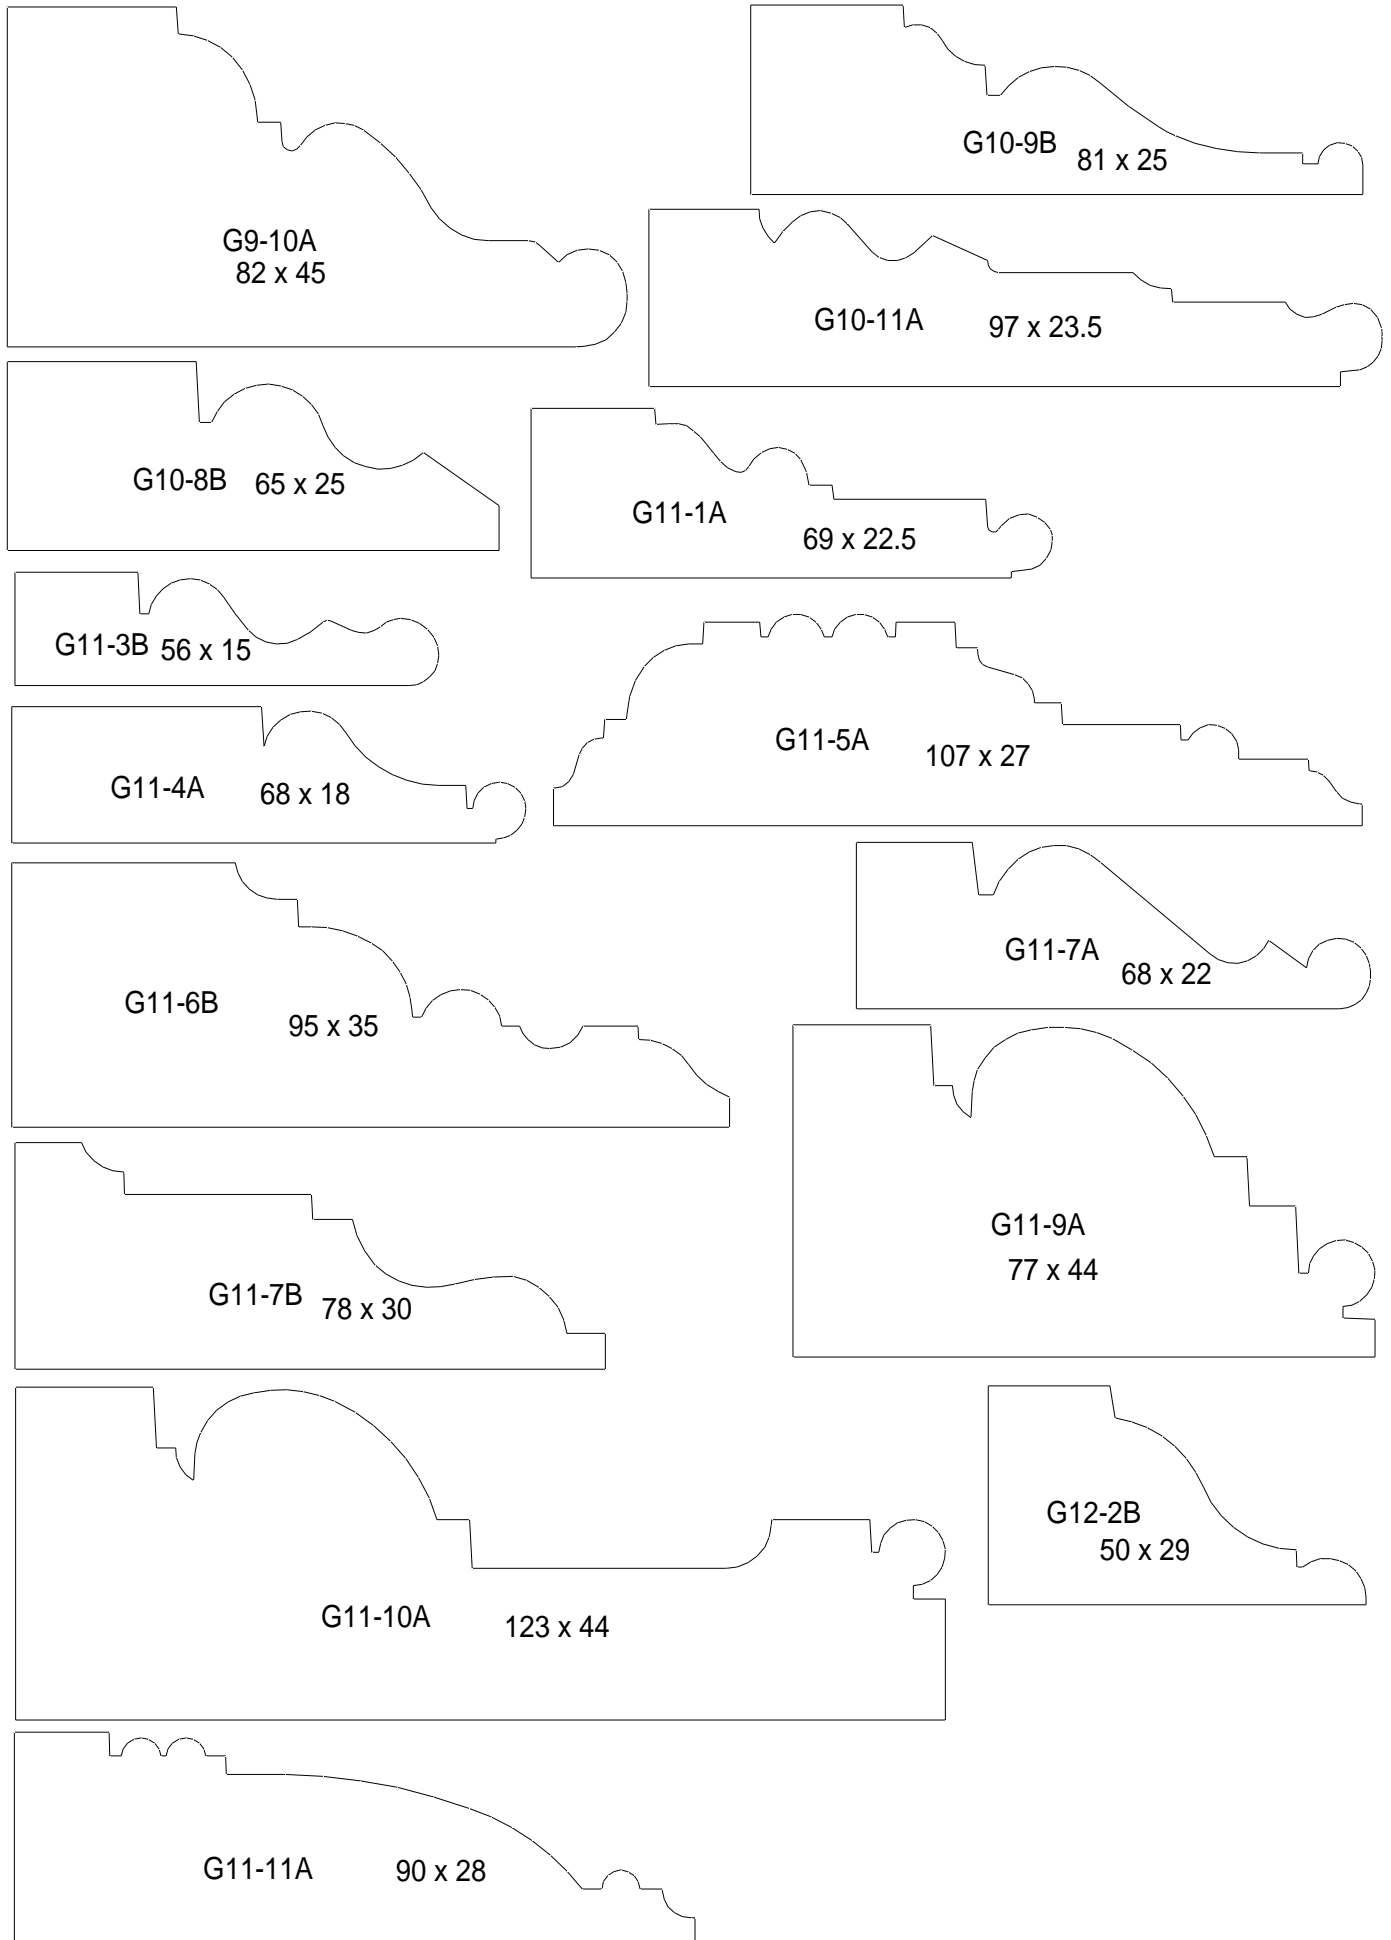 G9-10A
82 x 45
G10-9B
81 x 25
G10-11A
97 x 23.5
G10-8B
65 x 25
G11-1A
69 x 22.5
G11-3B
56 x 15
G11-5A
107 x 27
G11-4A
68 x 18
G11-7A
68 x 22
G11-6B
95 x 35
G11-9A
77 x 44
G11-7B
78 x 30
G12-2B
50 x 29
G11-10A
123 x 44
G11-11A
90 x 28